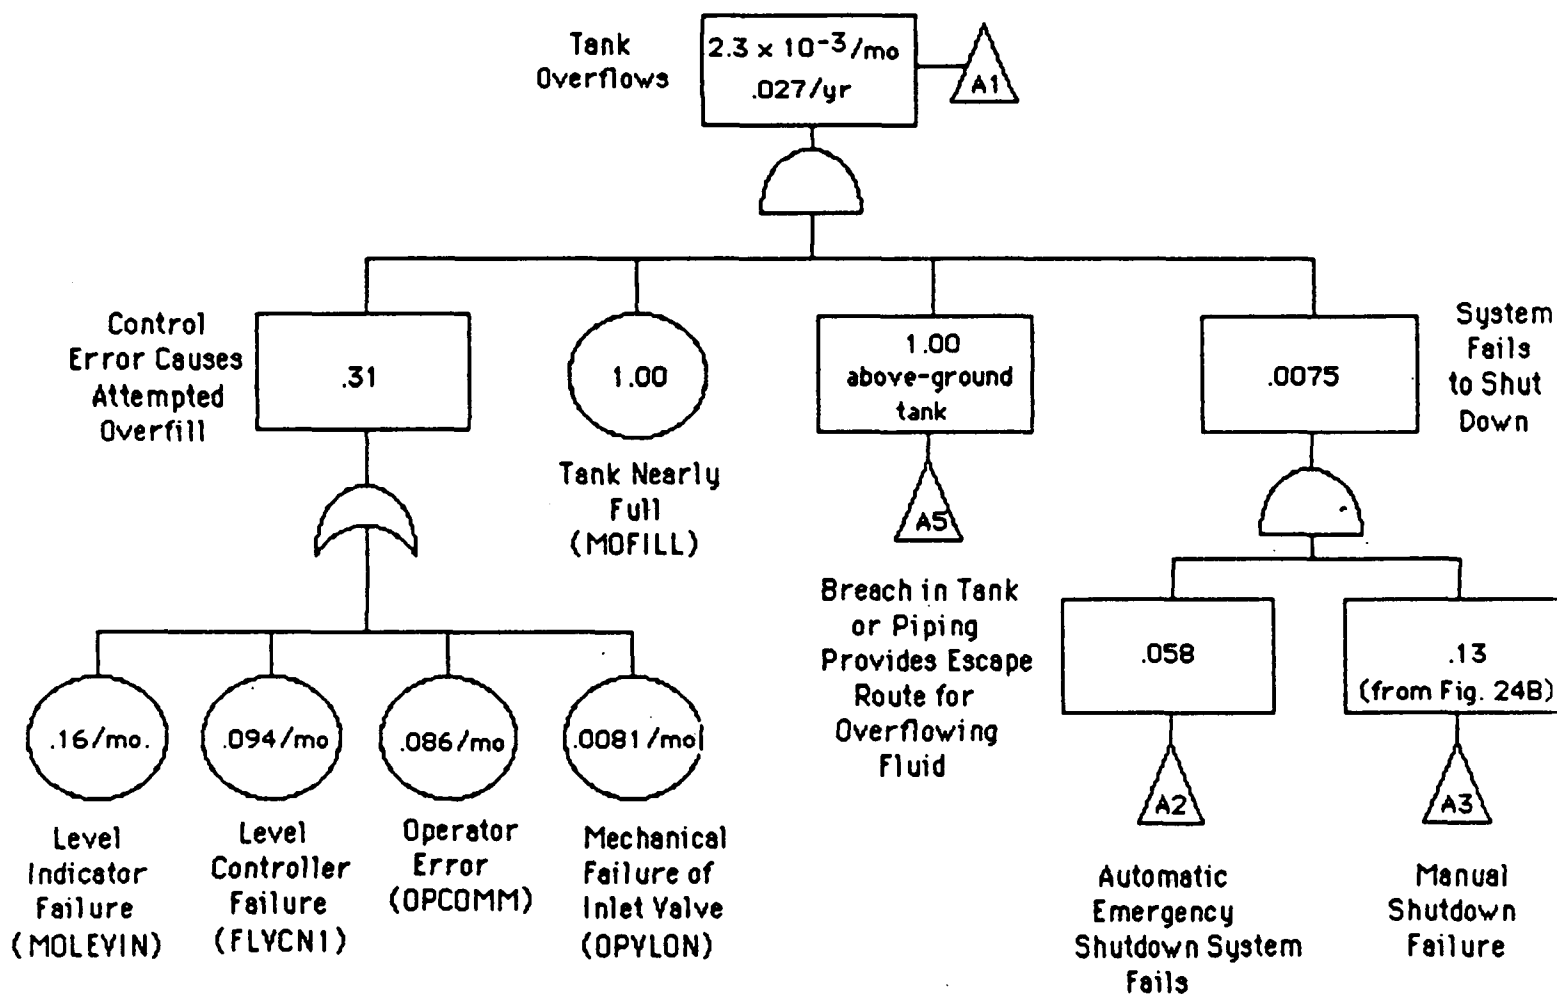 Tank
Overflows
2.3 × 10⁻³/mo
.027/yr
A1
Control
Error Causes
Attempted
Overfill
.31
1.00
Tank Nearly
Full
(MOFILL)
1.00
above-ground
tank
A5
Breach in Tank
or Piping
Provides Escape
Route for
Overflowing
Fluid
.0075
System
Fails
to Shut
Down
.16/mo.
Level
Indicator
Failure
(MOLEVIN)
.094/mo
Level
Controller
Failure
(FLVCN1)
.086/mo
Operator
Error
(OPCOMM)
.0081/mo
Mechanical
Failure of
Inlet Valve
(OPVLON)
.058
A2
Automatic
Emergency
Shutdown System
Fails
.13
(from Fig. 24B)
A3
Manual
Shutdown
Failure